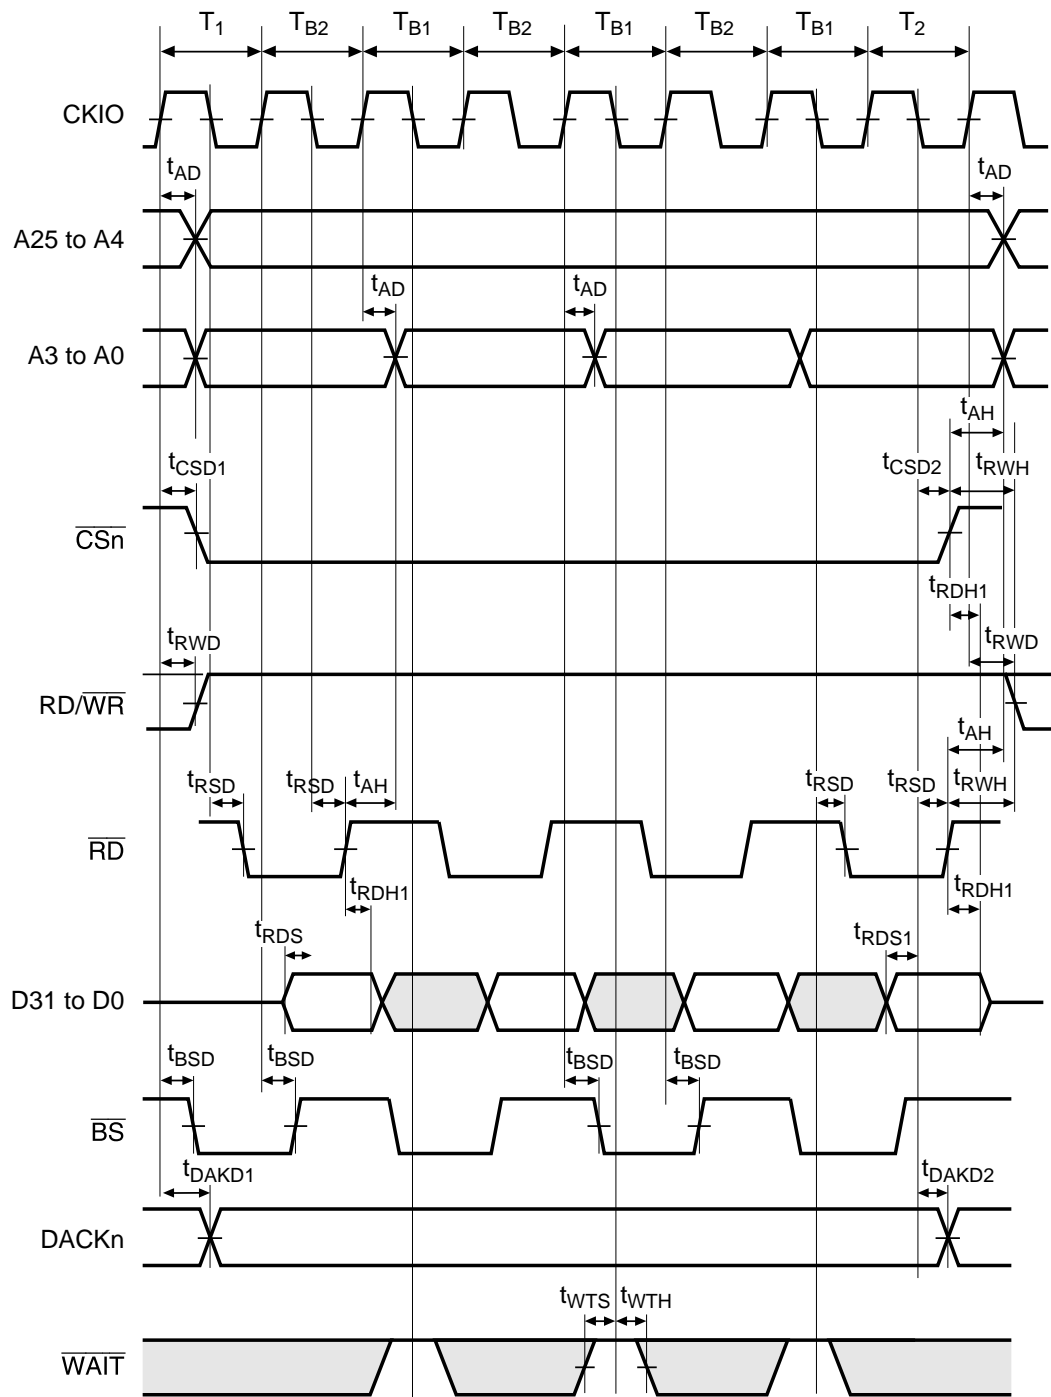 T1 TB2 TB1 TB2 TB1 TB2 TB1 T2
CKIO
tAD tAD
A25 to A4
tAD tAD
A3 to A0
tAH
tCSD1 tCSD2 tRWH
CSn
tRDH1
tRWD tRWD
RD/WR
tAH
tRSD tRSD tAH tRSD tRSD tRWH
RD
tRDH1 tRDH1
tRDS tRDS1
D31 to D0
tBSD tBSD tBSD tBSD
BS
tDAKD1 tDAKD2
DACKn
tWTS tWTH
WAIT